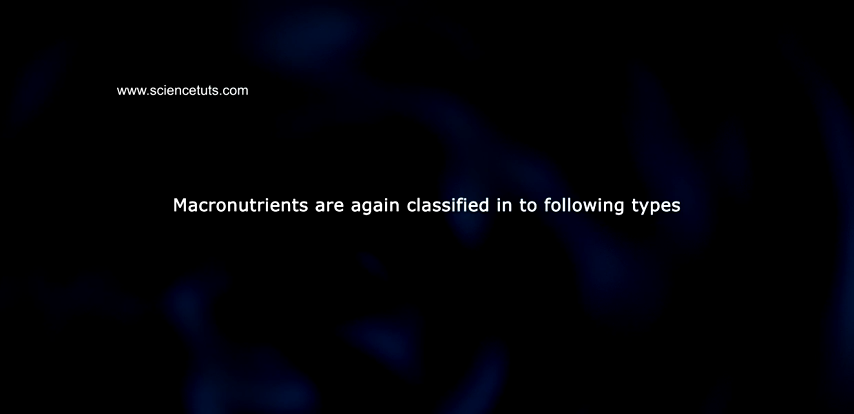 www.sciencetuts.com
Macronutrients are again classified in to following types